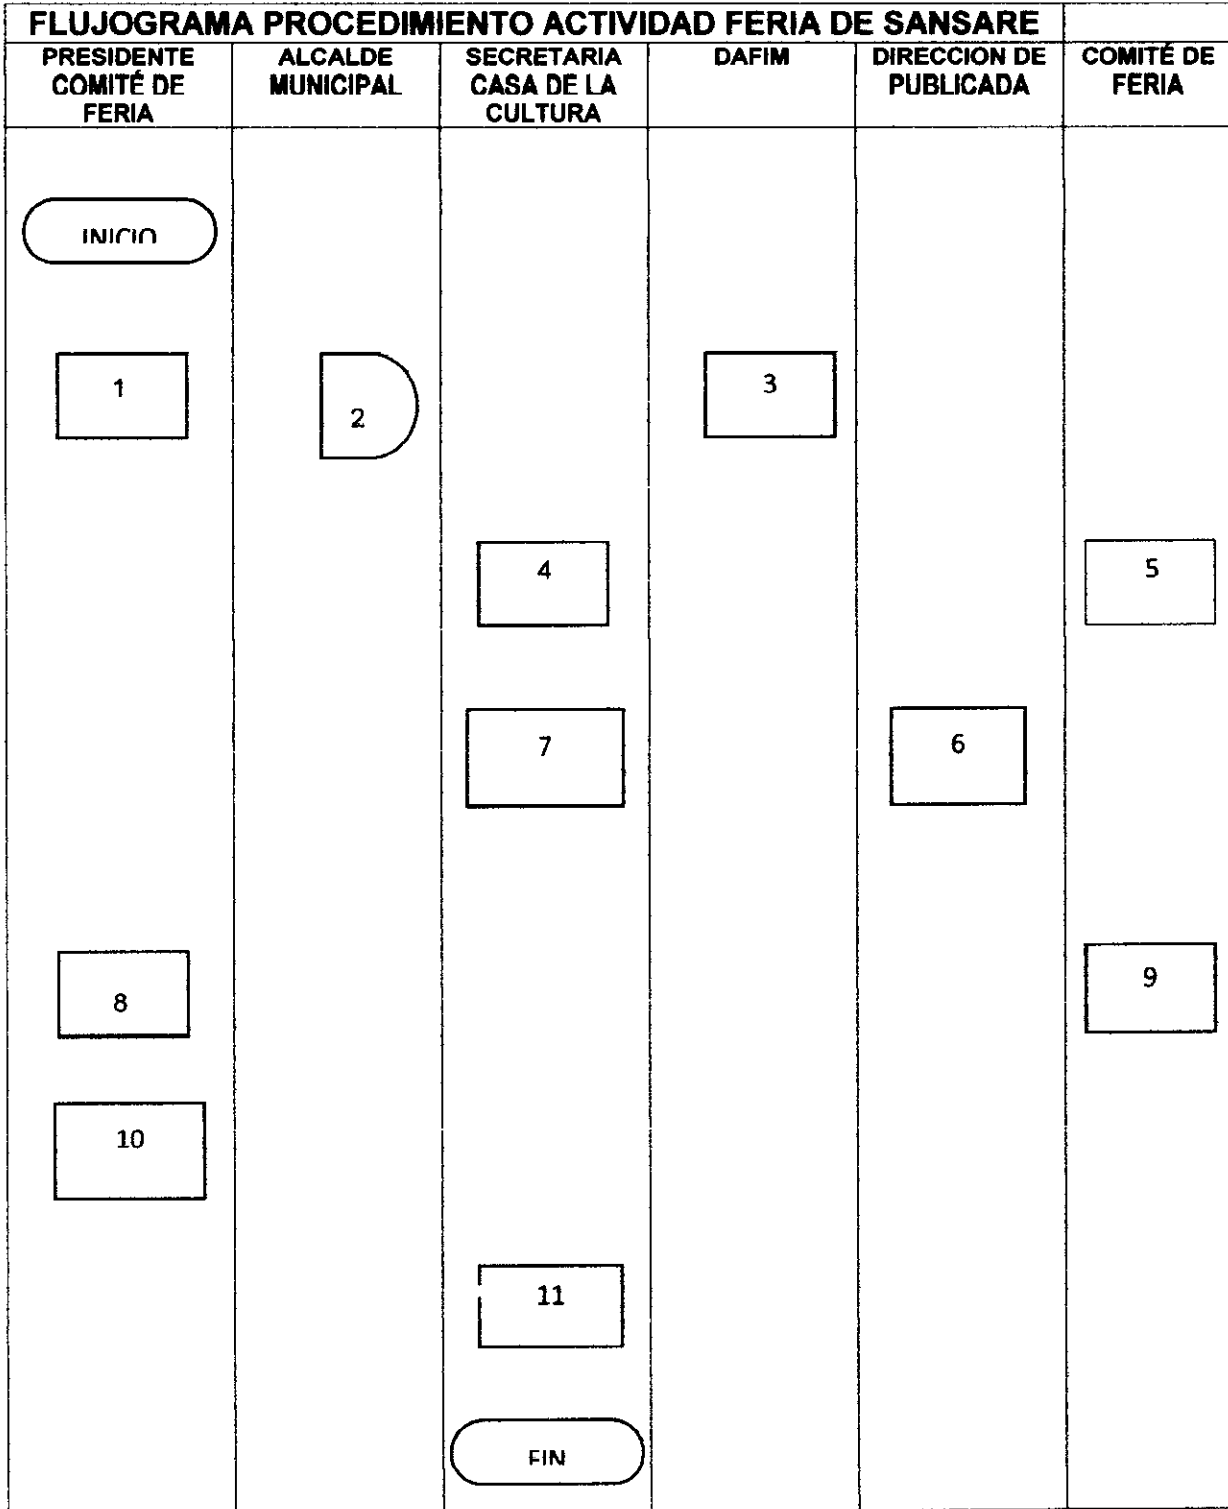 FLUJOGRAMA PROCEDIMIENTO ACTIVIDAD FERIA DE SANSARE
PRESIDENTE
COMITÉ DE
FERIA
ALCALDE
MUNICIPAL
SECRETARIA
CASA DE LA
CULTURA
DAFIM
DIRECCION DE
PUBLICADA
COMITÉ DE
FERIA
INICIO
1
2
3
4
5
7
6
8
9
10
11
FIN